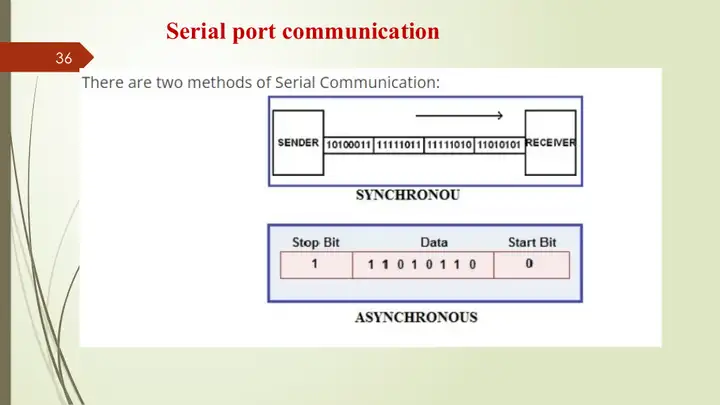 Serial port communication
36
There are two methods of Serial Communication:
SENDER 10100011 11111011 11111010 11010101 RECEIVER
SYNCHRONOU
Stop Bit Data Start Bit
1 1 1 0 1 0 1 1 0 0
ASYNCHRONOUS